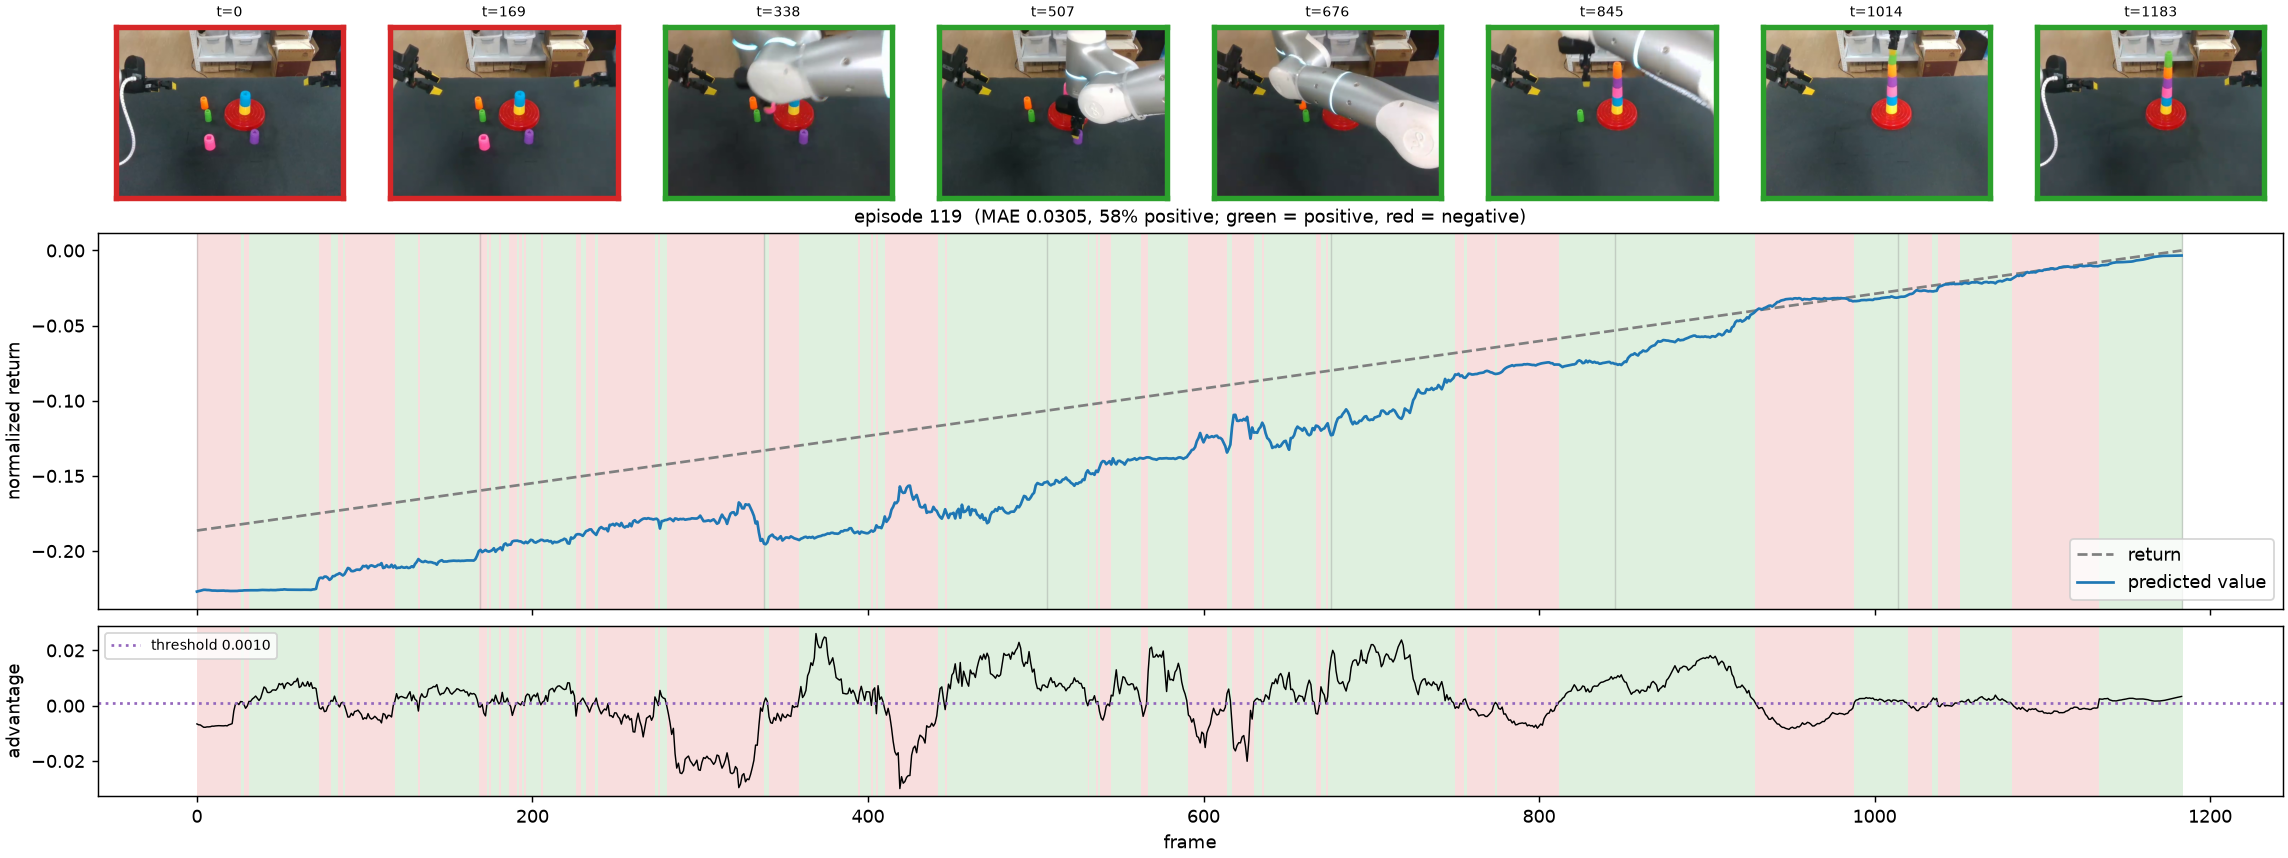 t=0 t=169 t=338 t=507 t=676 t=845 t=1014 t=1183
episode 119  (MAE 0.0305, 58% positive; green = positive, red = negative)
normalized return
0.00
−0.05
−0.10
−0.15
−0.20
return
predicted value
advantage
0.02
0.00
−0.02
threshold 0.0010
0 200 400 600 800 1000 1200
frame